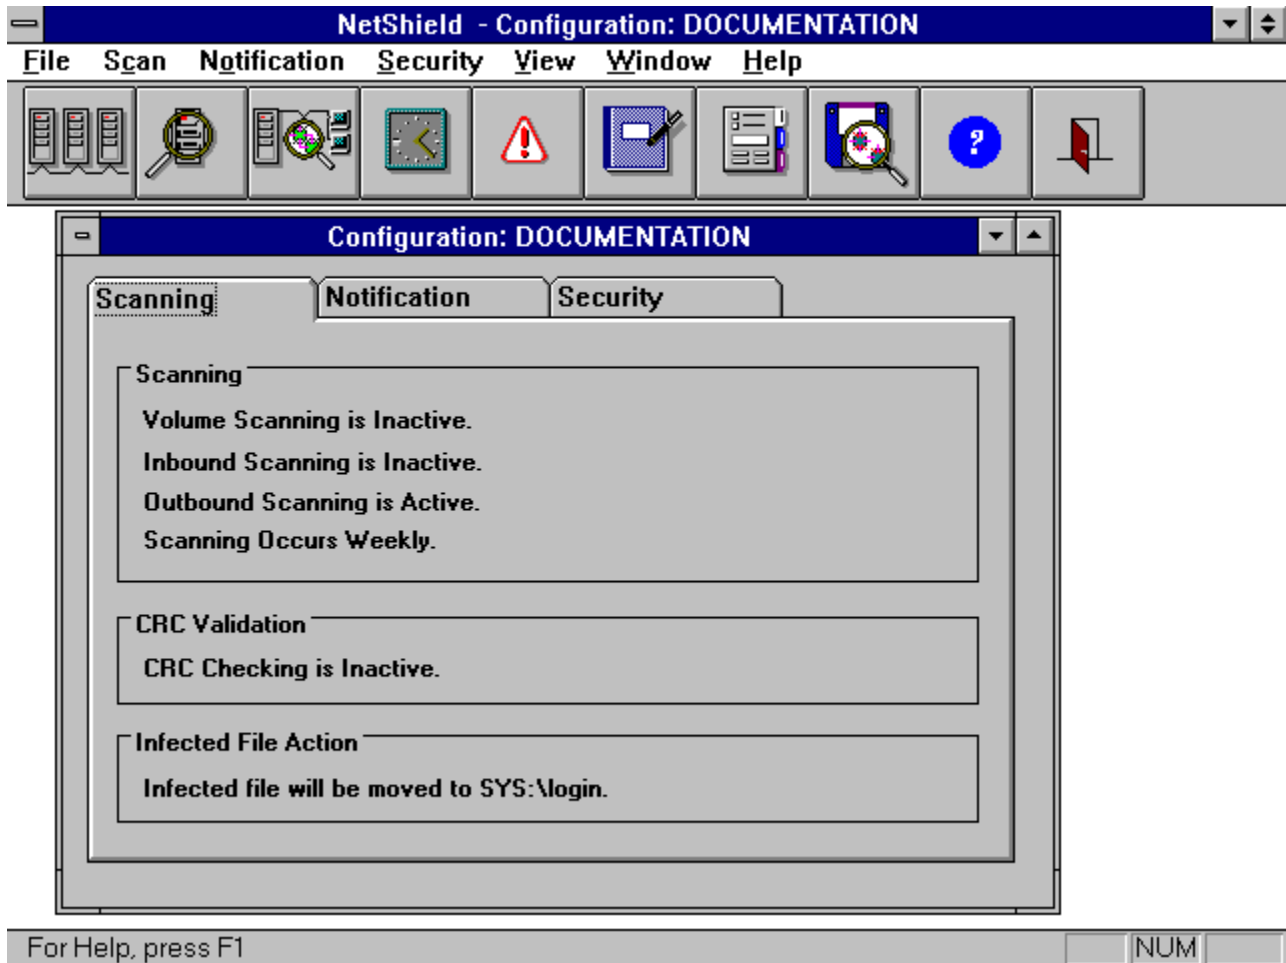 NetShield - Configuration: DOCUMENTATION
File Scan Notification Security View Window Help
?
Configuration: DOCUMENTATION
Scanning Notification Security
Scanning
Volume Scanning is Inactive.
Inbound Scanning is Inactive.
Outbound Scanning is Active.
Scanning Occurs Weekly.
CRC Validation
CRC Checking is Inactive.
Infected File Action
Infected file will be moved to SYS:\login.
For Help, press F1 NUM